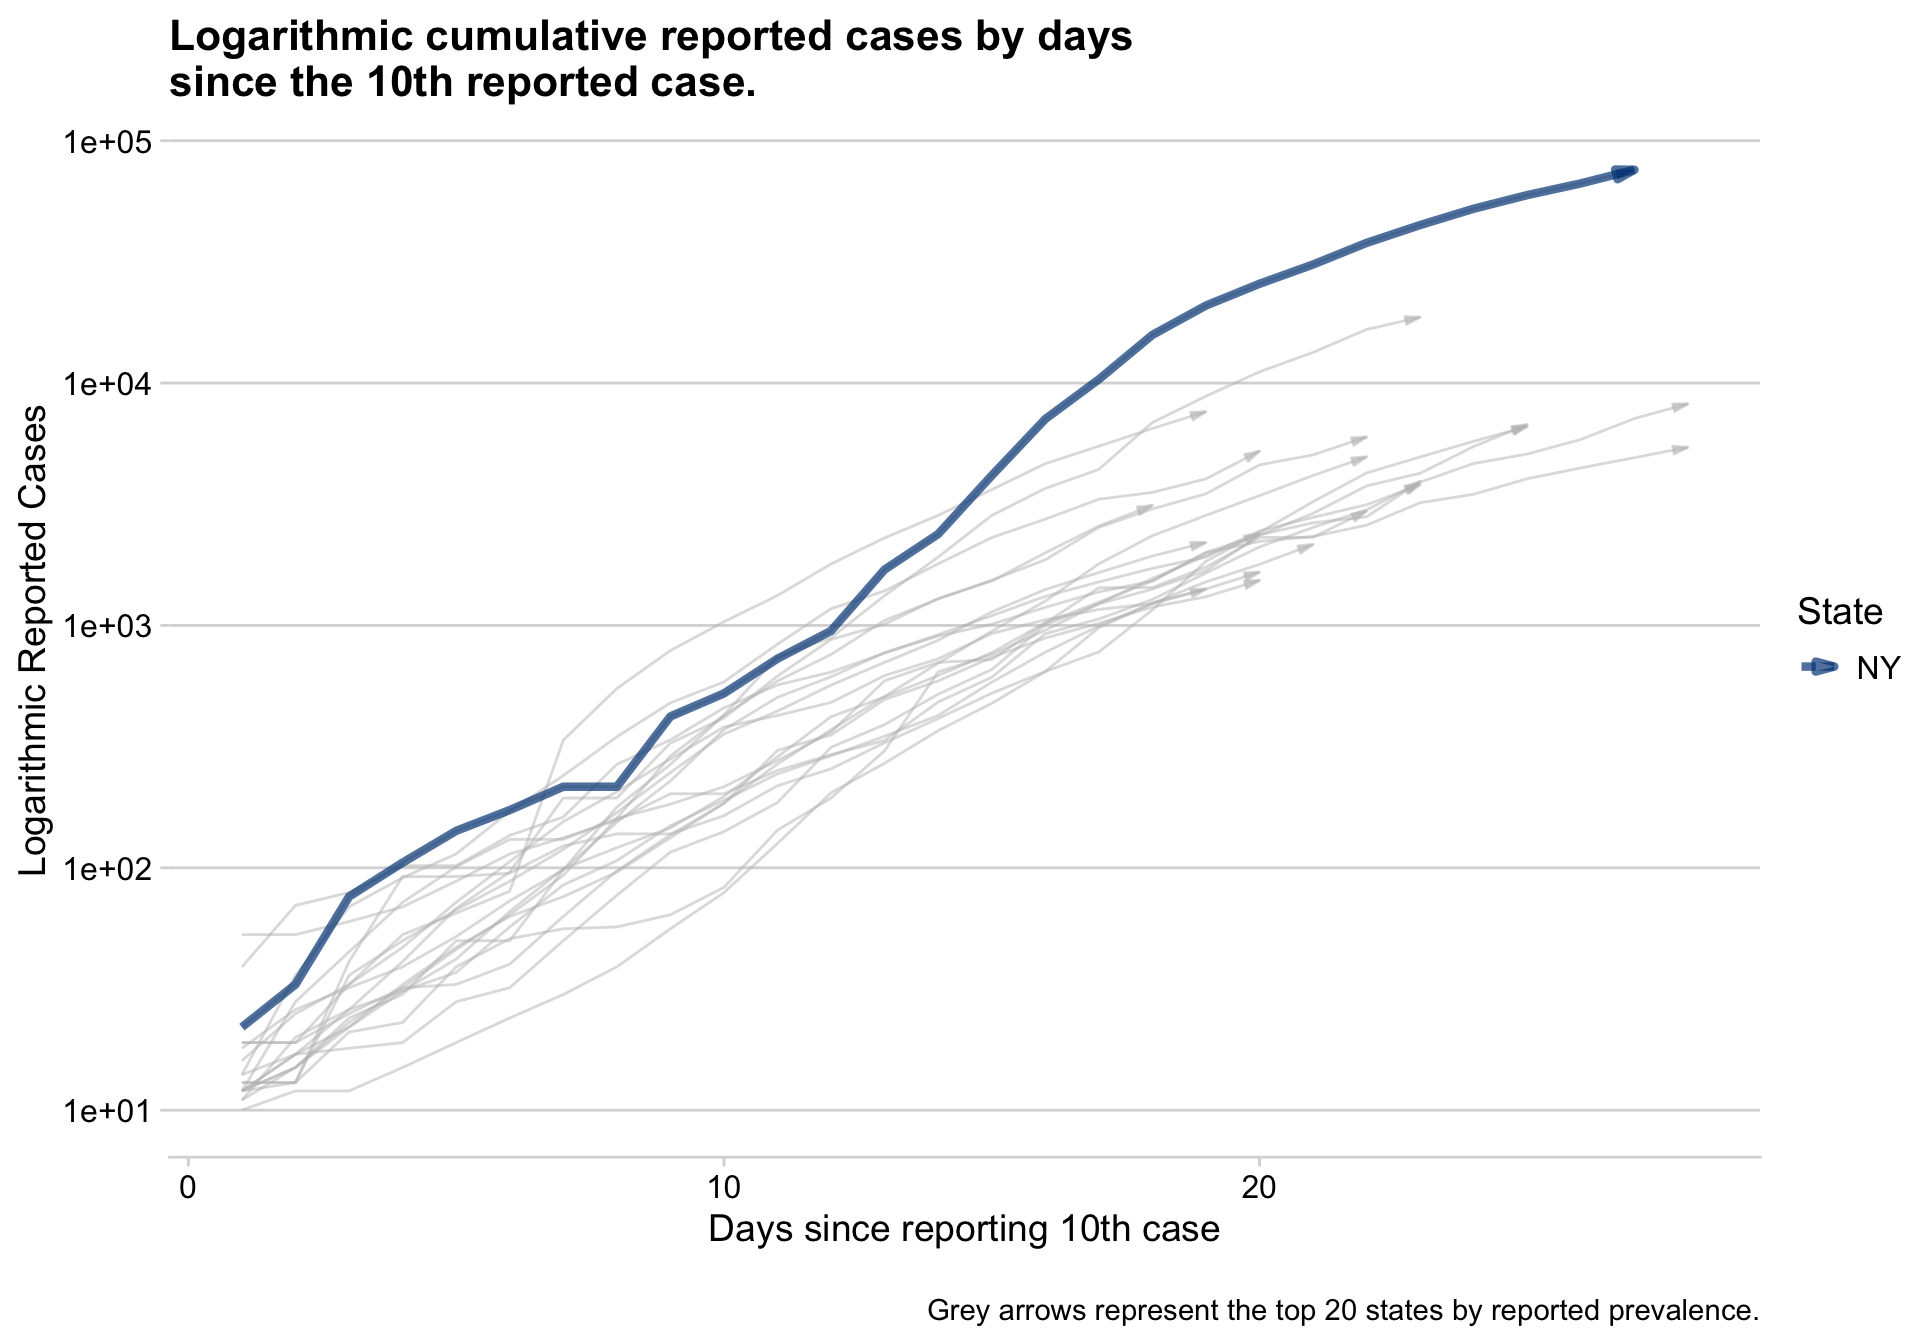 Logarithmic cumulative reported cases by days
since the 10th reported case.
1e+05
1e+04
1e+03
1e+02
1e+01
Logarithmic Reported Cases
0
10
20
Days since reporting 10th case
State
NY
Grey arrows represent the top 20 states by reported prevalence.